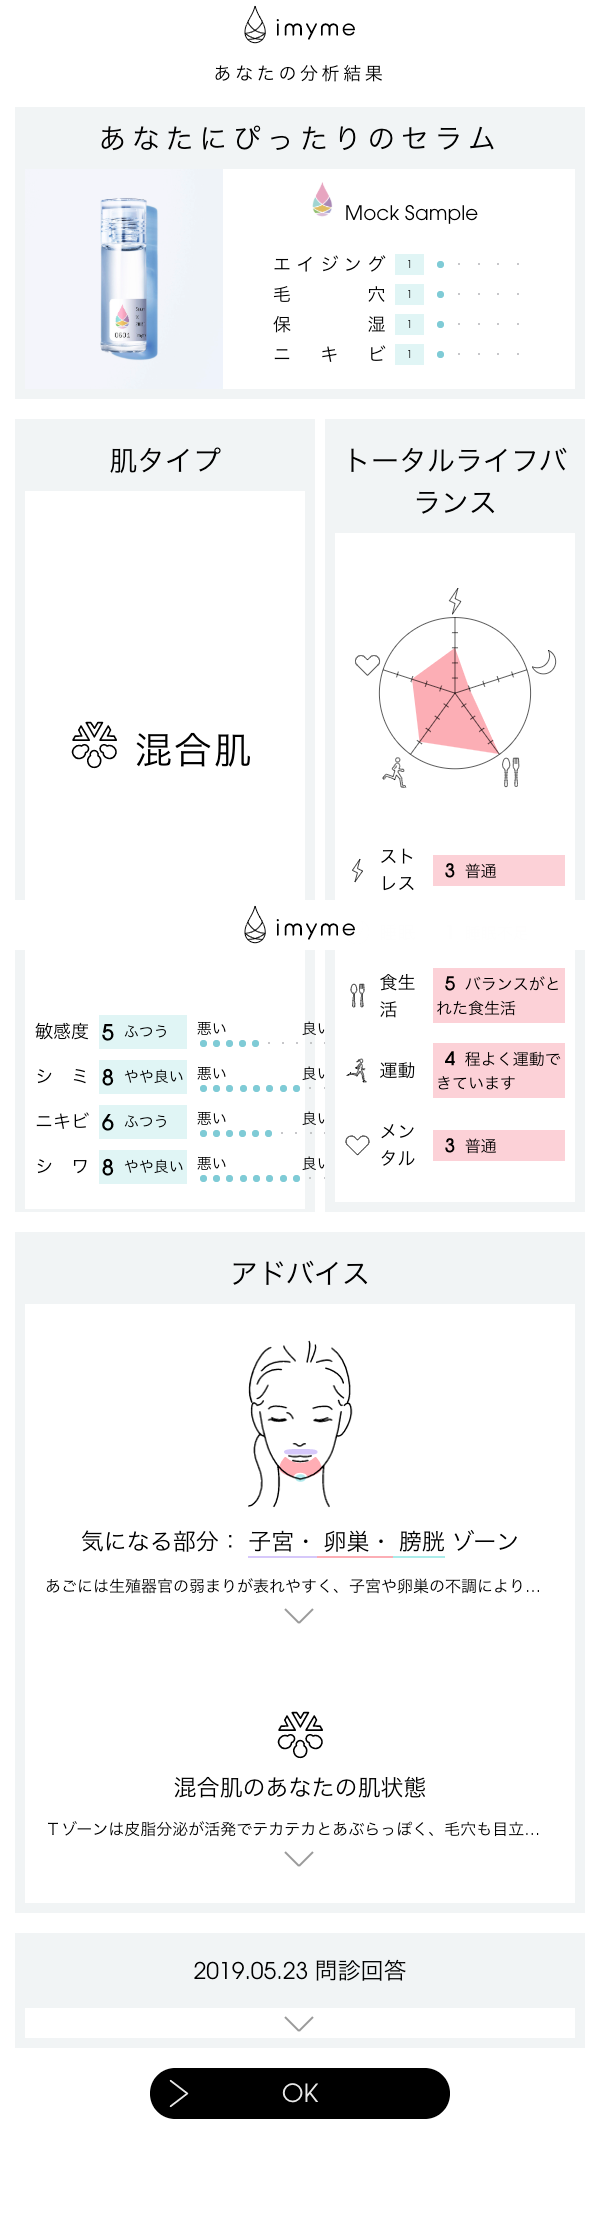 imyme
あなたの分析結果
あなたにぴったりのセラム
Mock Sample
エイジング 1
毛穴 1
保湿 1
ニキビ 1
0601
肌タイプ
混合肌
トータルライフバ
ランス
スト
レス
3 普通
imyme
敏感度 5 ふつう 悪い 良い
シミ 8 やや良い 悪い 良い
ニキビ 6 ふつう 悪い 良い
シワ 8 やや良い 悪い 良い
食生
活
5 バランスがと
れた食生活
運動
4 程よく運動で
きています
メン
タル
3 普通
アドバイス
気になる部分： 子宮・ 卵巣・ 膀胱 ゾーン
あごには生殖器官の弱まりが表れやすく、子宮や卵巣の不調により…
混合肌のあなたの肌状態
Tゾーンは皮脂分泌が活発でテカテカとあぶらっぽく、毛穴も目立…
2019.05.23 問診回答
OK